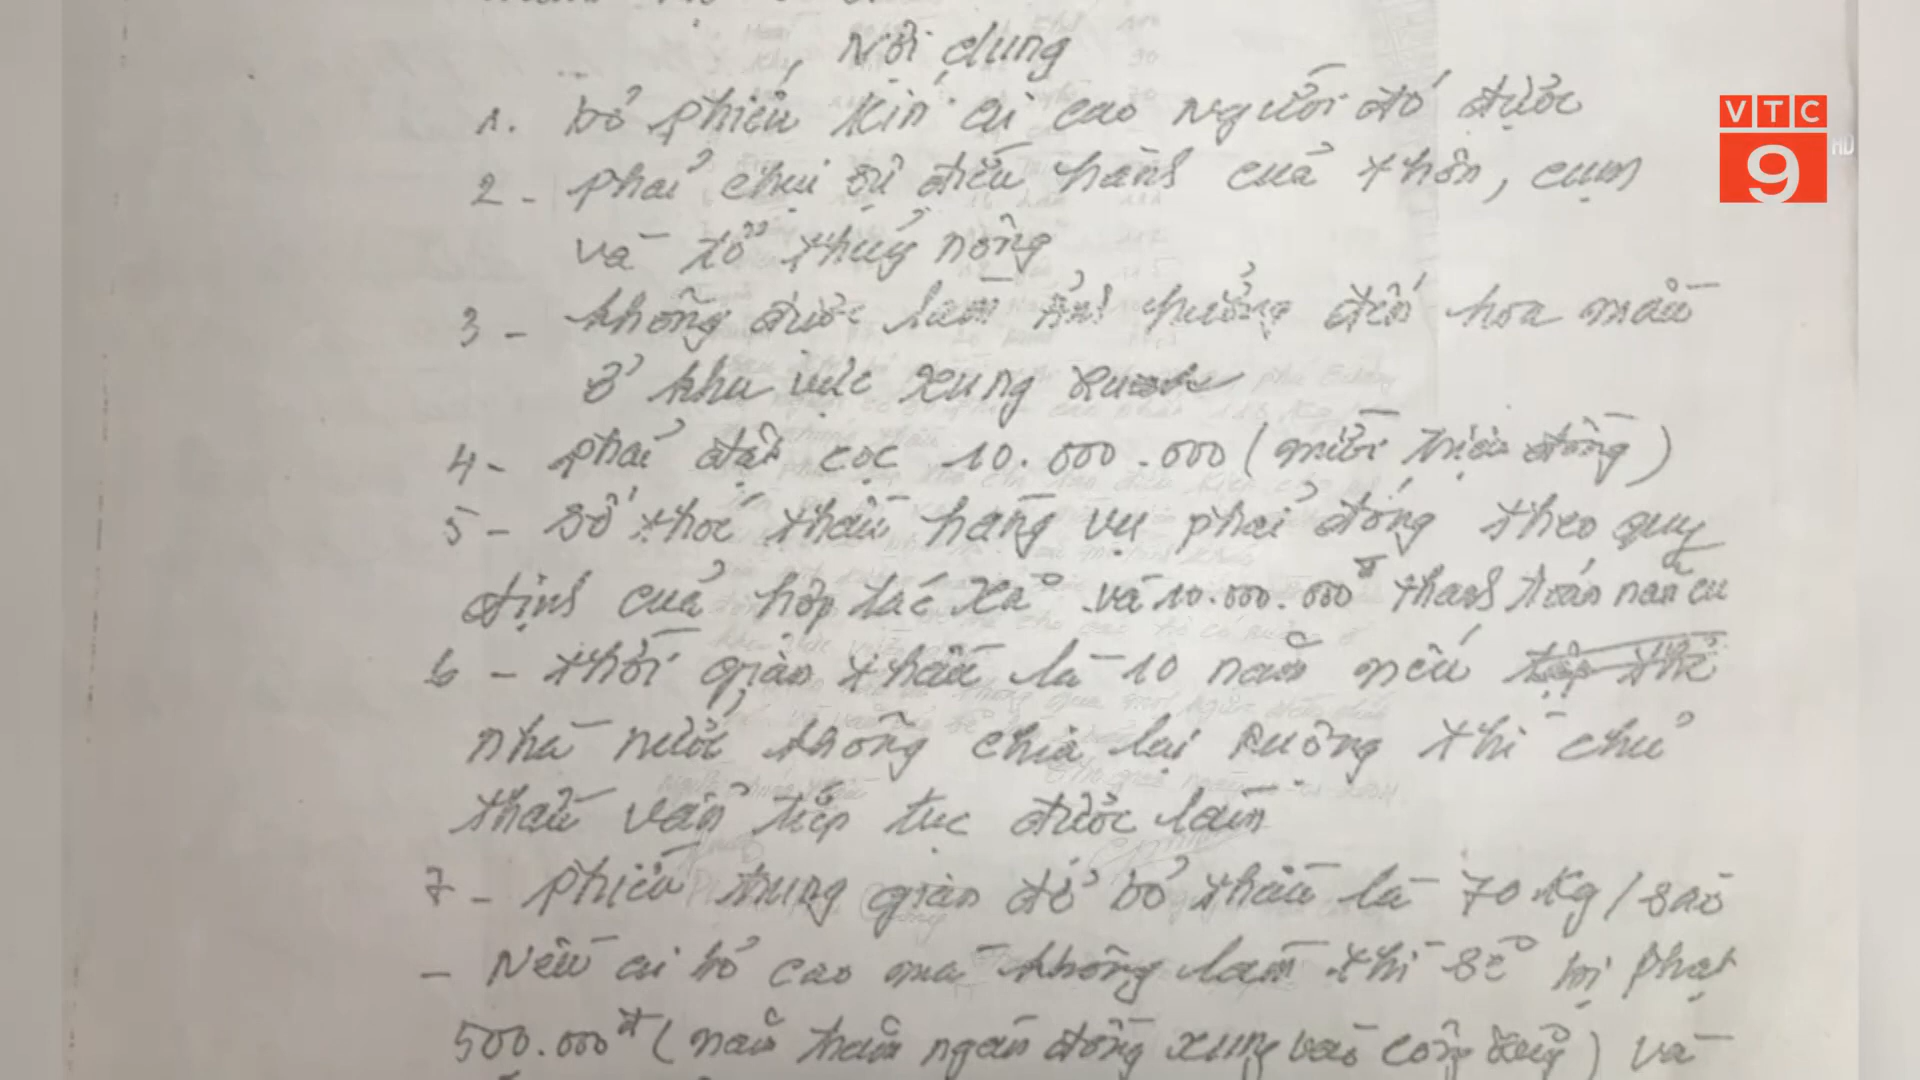 Nội dung
1. bỏ phiếu kín ai cao người đó được
2 - phải chịu sự điều hành của thôn, cụm
và tổ thuỷ nông
3 - không được làm ảnh hưởng đến hoa màu
ở khu vực xung quanh
4 - phải đặt cọc 10.000.000 (mười triệu đồng)
5 - số thóc thầu hàng vụ phải đóng theo quy
định của hợp tác xã và 10.000.000đ thanh toán năm cũ
6 - thời gian thầu là 10 năm nếu
nhà nước không chia lại ruộng thì chủ
thầu vẫn tiếp tục được làm
7 - phiếu trung gian để bỏ thầu là 70 kg/sào
- Nếu ai bỏ cao mà không làm thì sẽ bị phạt
500.000đ (năm trăm ngàn đồng xung vào công quỹ) và
VTC
9
HD